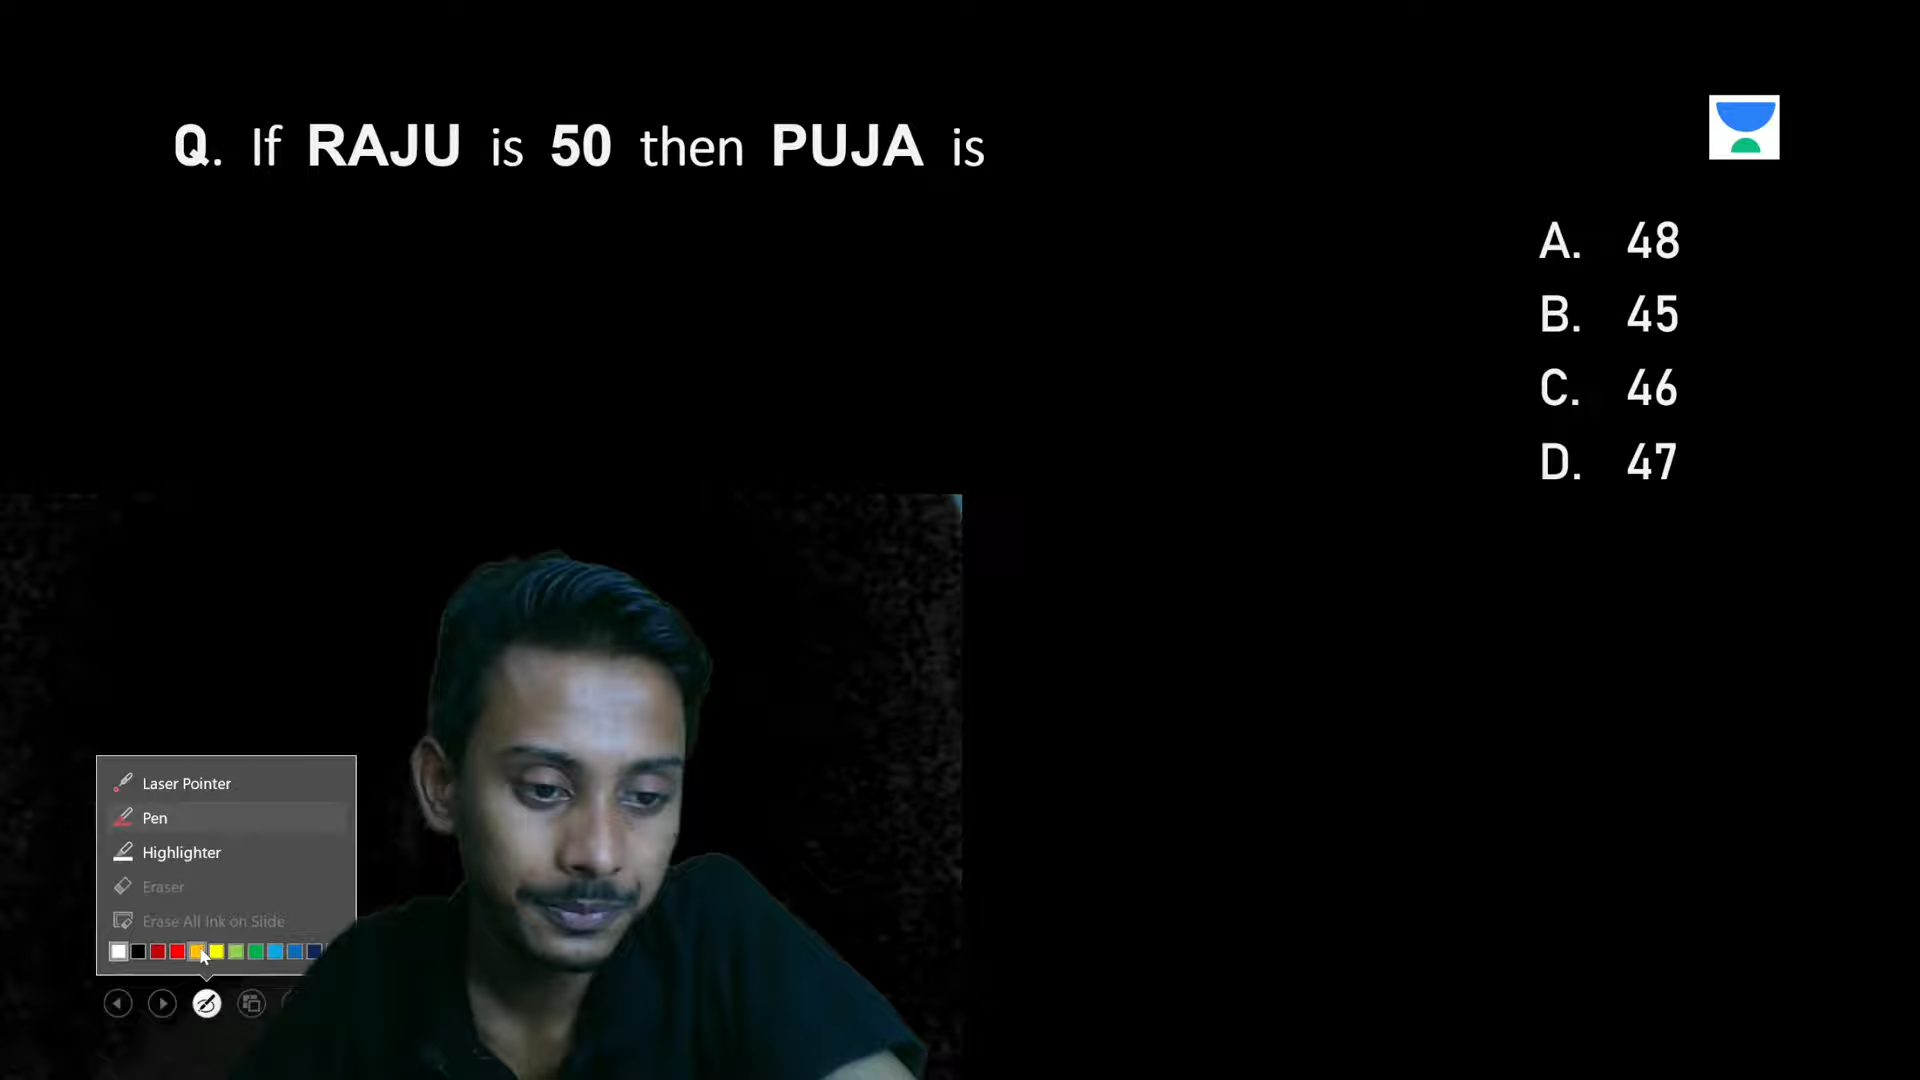 Q. If RAJU is 50 then PUJA is
A. 48
B. 45
C. 46
D. 47
Laser Pointer
Pen
Highlighter
Eraser
Erase All Ink on Slide